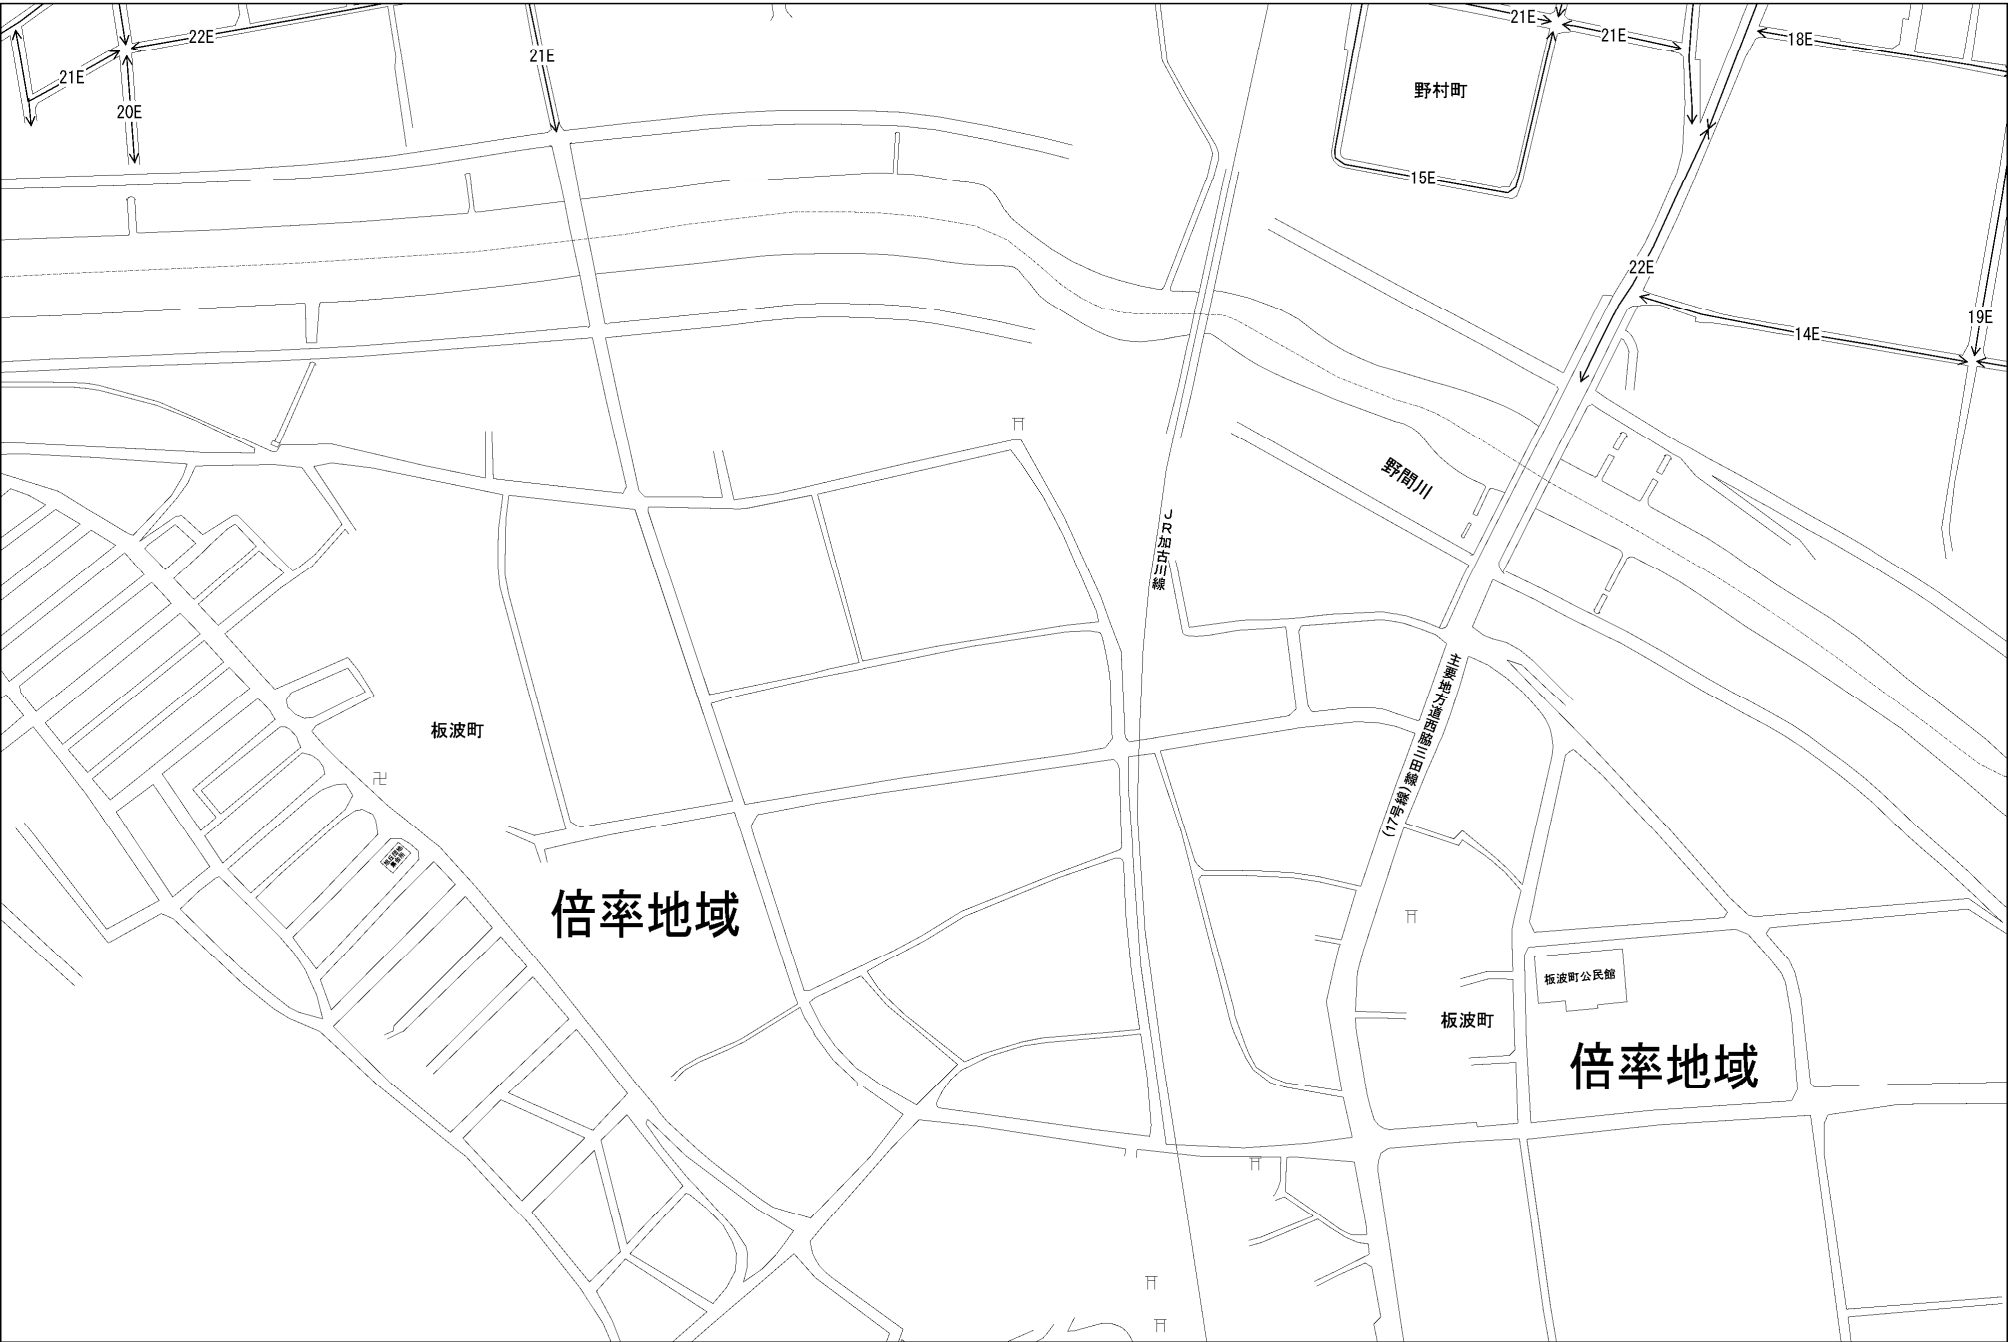 21E
21E
18E
22E
21E
21E
20E
野村町
15E
22E
19E
14E
野間川
JR加古川線
主要地方道西脇三田線
(17号線)
板波町
倍率地域
板波町公民館
板波町
倍率地域